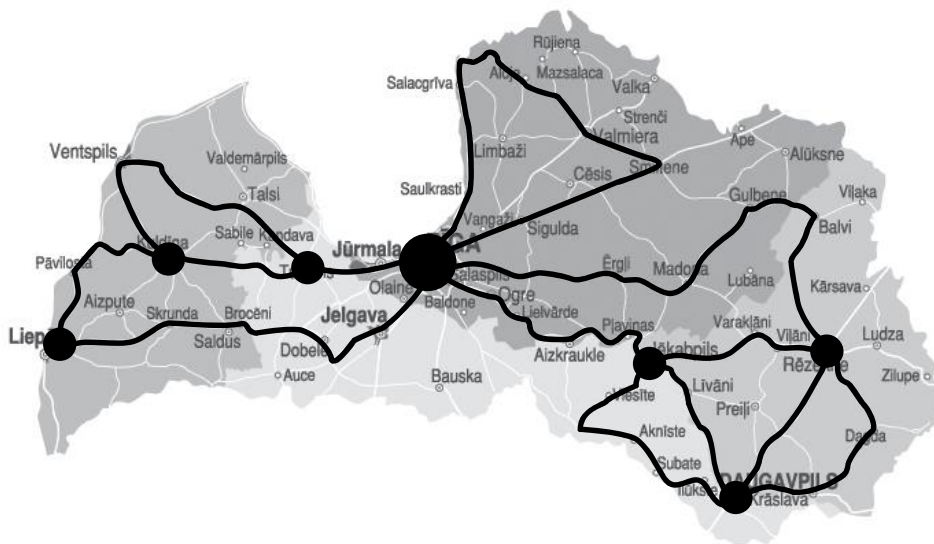 Rūjiena
Aloja
Mazsalaca
Salacgrīva
Valka
Strenči
Valmiera
Ape
Limbaži
Alūksne
Ventspils
Valdemārpils
Smiltene
Cēsis
Talsi
Saulkrasti
Gulbene
Viļaka
Vangaži
Sigulda
Balvi
Sabile
Kandava
Jūrmala
Pāvilosta
Ērgļi
Madona
Salaspils
Lubāna
Olaine
Ogre
Kārsava
Baldone
Aizpute
Skrunda
Brocēni
Jelgava
Lielvārde
Pļaviņas
Varakļāni
Viļāni
Ludza
Saldus
Dobele
Aizkraukle
Auce
Bauska
Līvāni
Zilupe
Viesīte
Preiļi
Aknīste
Dagda
Subate
Krāslava